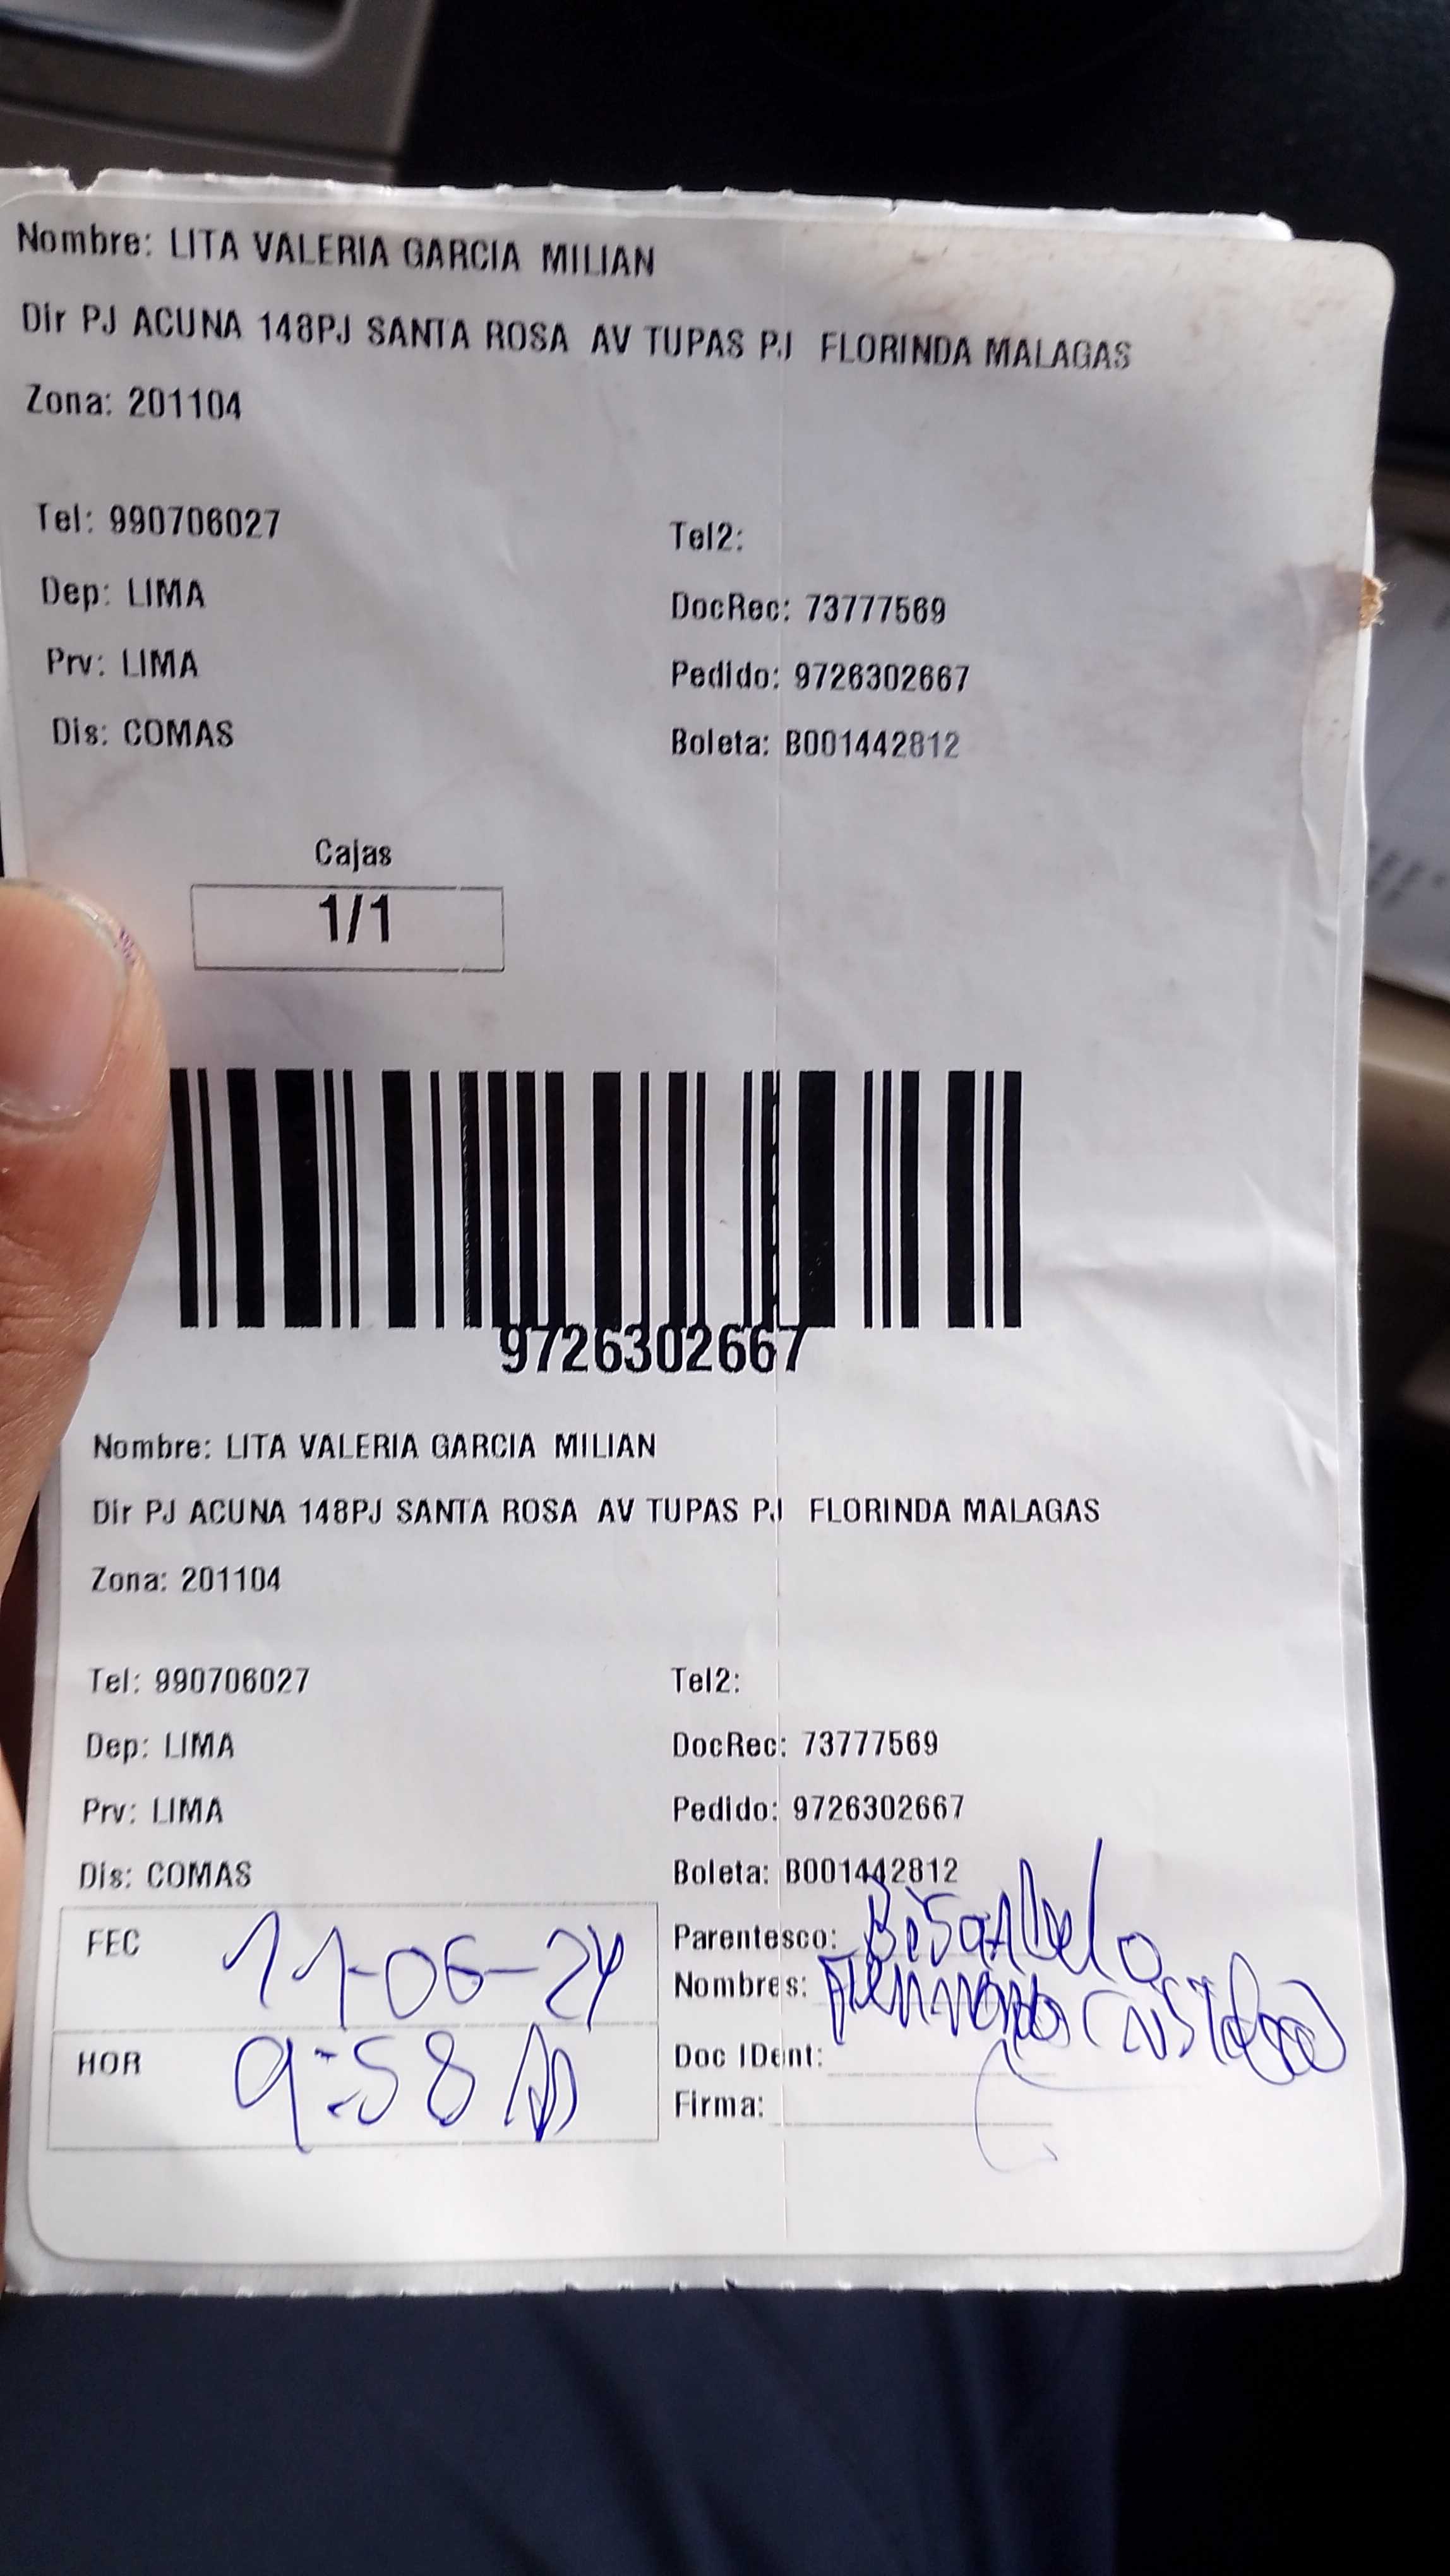 Nombre: LITA VALERIA GARCIA MILIAN
Dir PJ ACUNA 148PJ SANTA ROSA AV TUPAS PJ FLORINDA MALAGAS
Zona: 201104
Tel: 990706027 Tel2:
Dep: LIMA DocRec: 73777569
Prv: LIMA Pedido: 9726302667
Dis: COMAS Boleta: B001442812
Cajas
1/1
9726302667
Nombre: LITA VALERIA GARCIA MILIAN
Dir PJ ACUNA 148PJ SANTA ROSA AV TUPAS PJ FLORINDA MALAGAS
Zona: 201104
Tel: 990706027 Tel2:
Dep: LIMA DocRec: 73777569
Prv: LIMA Pedido: 9726302667
Dis: COMAS Boleta: B001442812
FEC 11-06-24 Parentesco: BisAbelo
Nombres:
HOR 9:58 Doc IDent:
Firma: